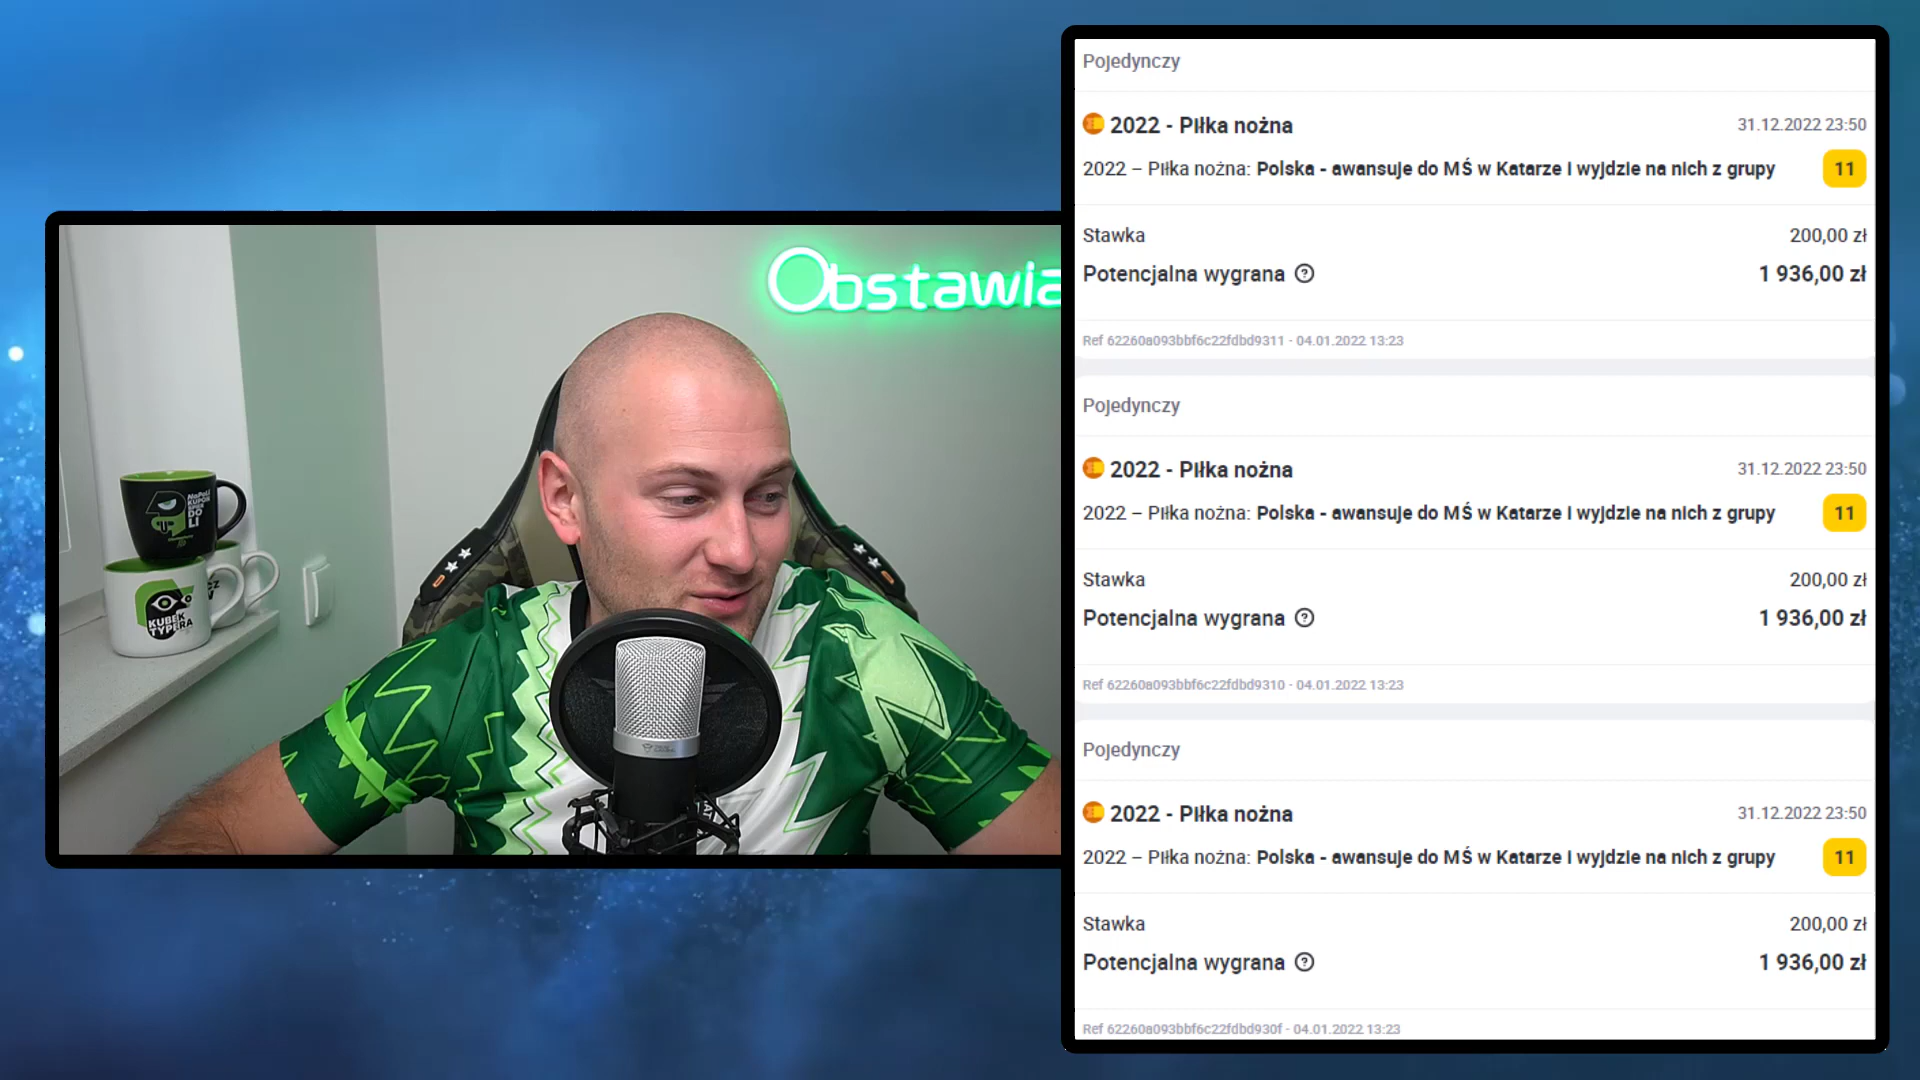 Obstawia
NAPOLI
KUPON
DO
LI
KUBEK
TYPERA
Pojedynczy
2022 - Piłka nożna
31.12.2022 23:50
2022 – Piłka nożna: Polska - awansuje do MŚ w Katarze i wyjdzie na nich z grupy
11
Stawka
200,00 zł
Potencjalna wygrana ?
1 936,00 zł
Ref 62260a093bbf6c22fdbd9311 - 04.01.2022 13:23
Pojedynczy
2022 - Piłka nożna
31.12.2022 23:50
2022 – Piłka nożna: Polska - awansuje do MŚ w Katarze i wyjdzie na nich z grupy
11
Stawka
200,00 zł
Potencjalna wygrana ?
1 936,00 zł
Ref 62260a093bbf6c22fdbd9310 - 04.01.2022 13:23
Pojedynczy
2022 - Piłka nożna
31.12.2022 23:50
2022 – Piłka nożna: Polska - awansuje do MŚ w Katarze i wyjdzie na nich z grupy
11
Stawka
200,00 zł
Potencjalna wygrana ?
1 936,00 zł
Ref 62260a093bbf6c22fdbd930f - 04.01.2022 13:23